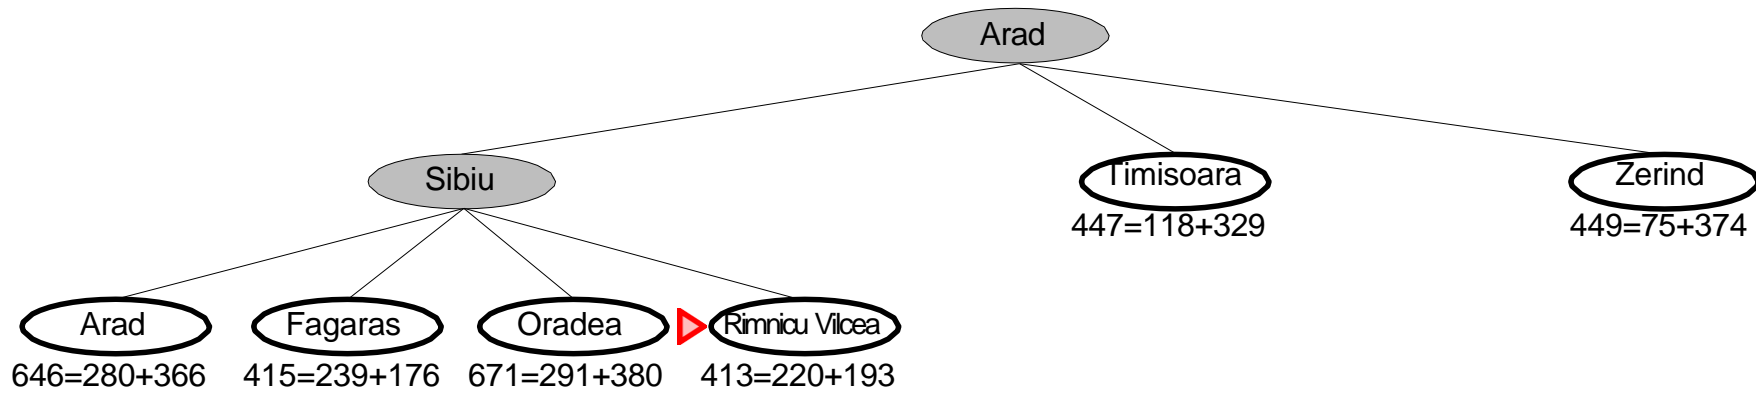 Arad
Sibiu
Timisoara
Zerind
447=118+329
449=75+374
Arad
Fagaras
Oradea
Rimnicu Vilcea
646=280+366
415=239+176
671=291+380
413=220+193